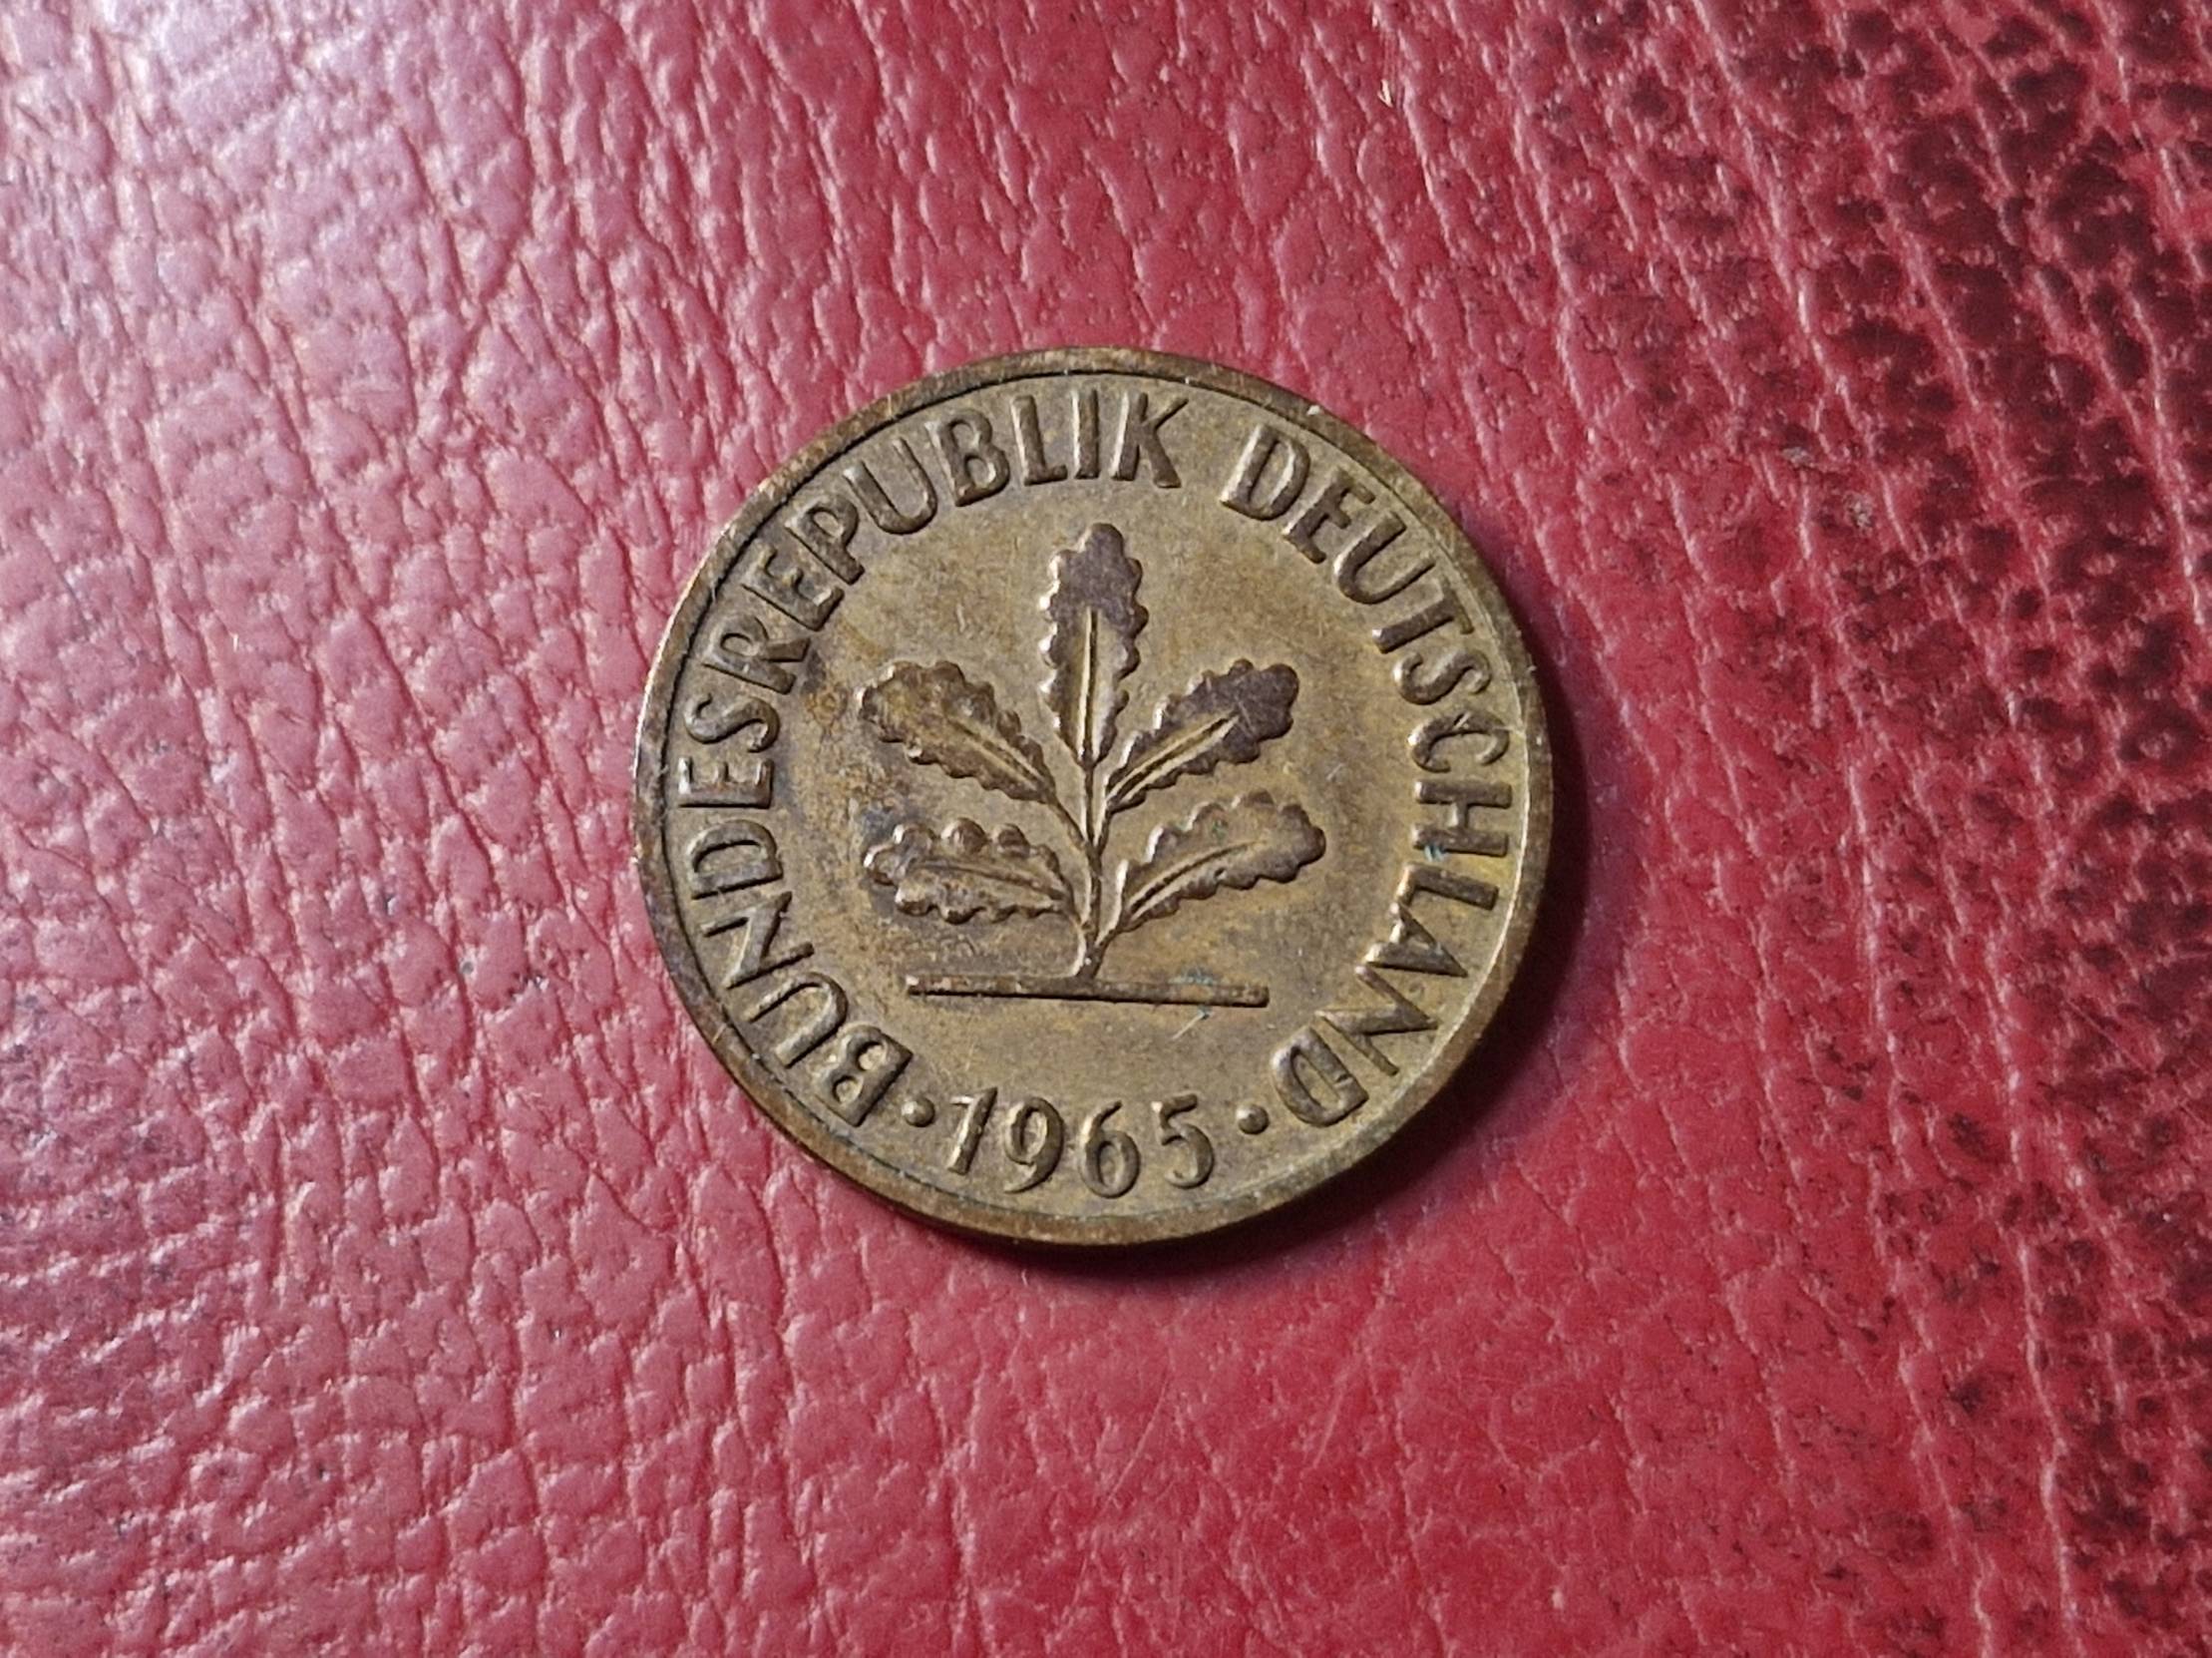 BUNDESREPUBLIK DEUTSCHLAND
· 1965 ·